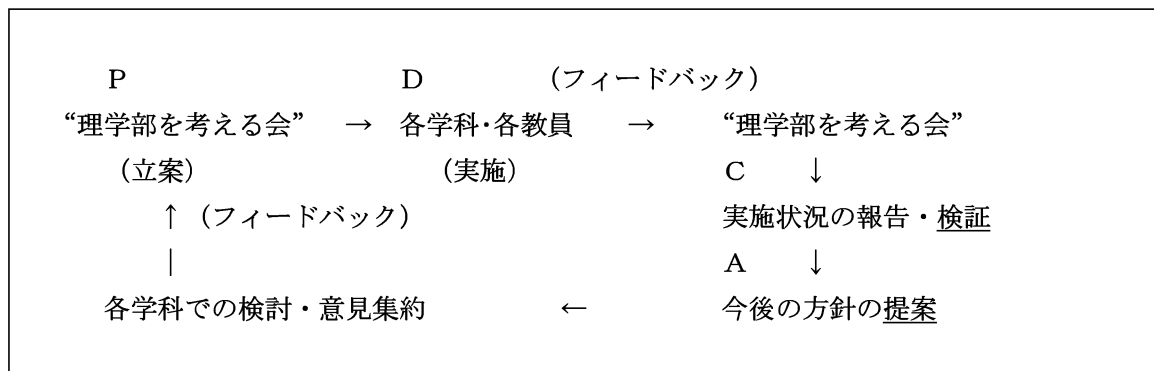 P D (フィードバック)
“理学部を考える会” → 各学科・各教員 → “理学部を考える会”
(立案) (実施) C ↓
↑ (フィードバック) 実施状況の報告・検証
| A ↓
各学科での検討・意見集約 ← 今後の方針の提案